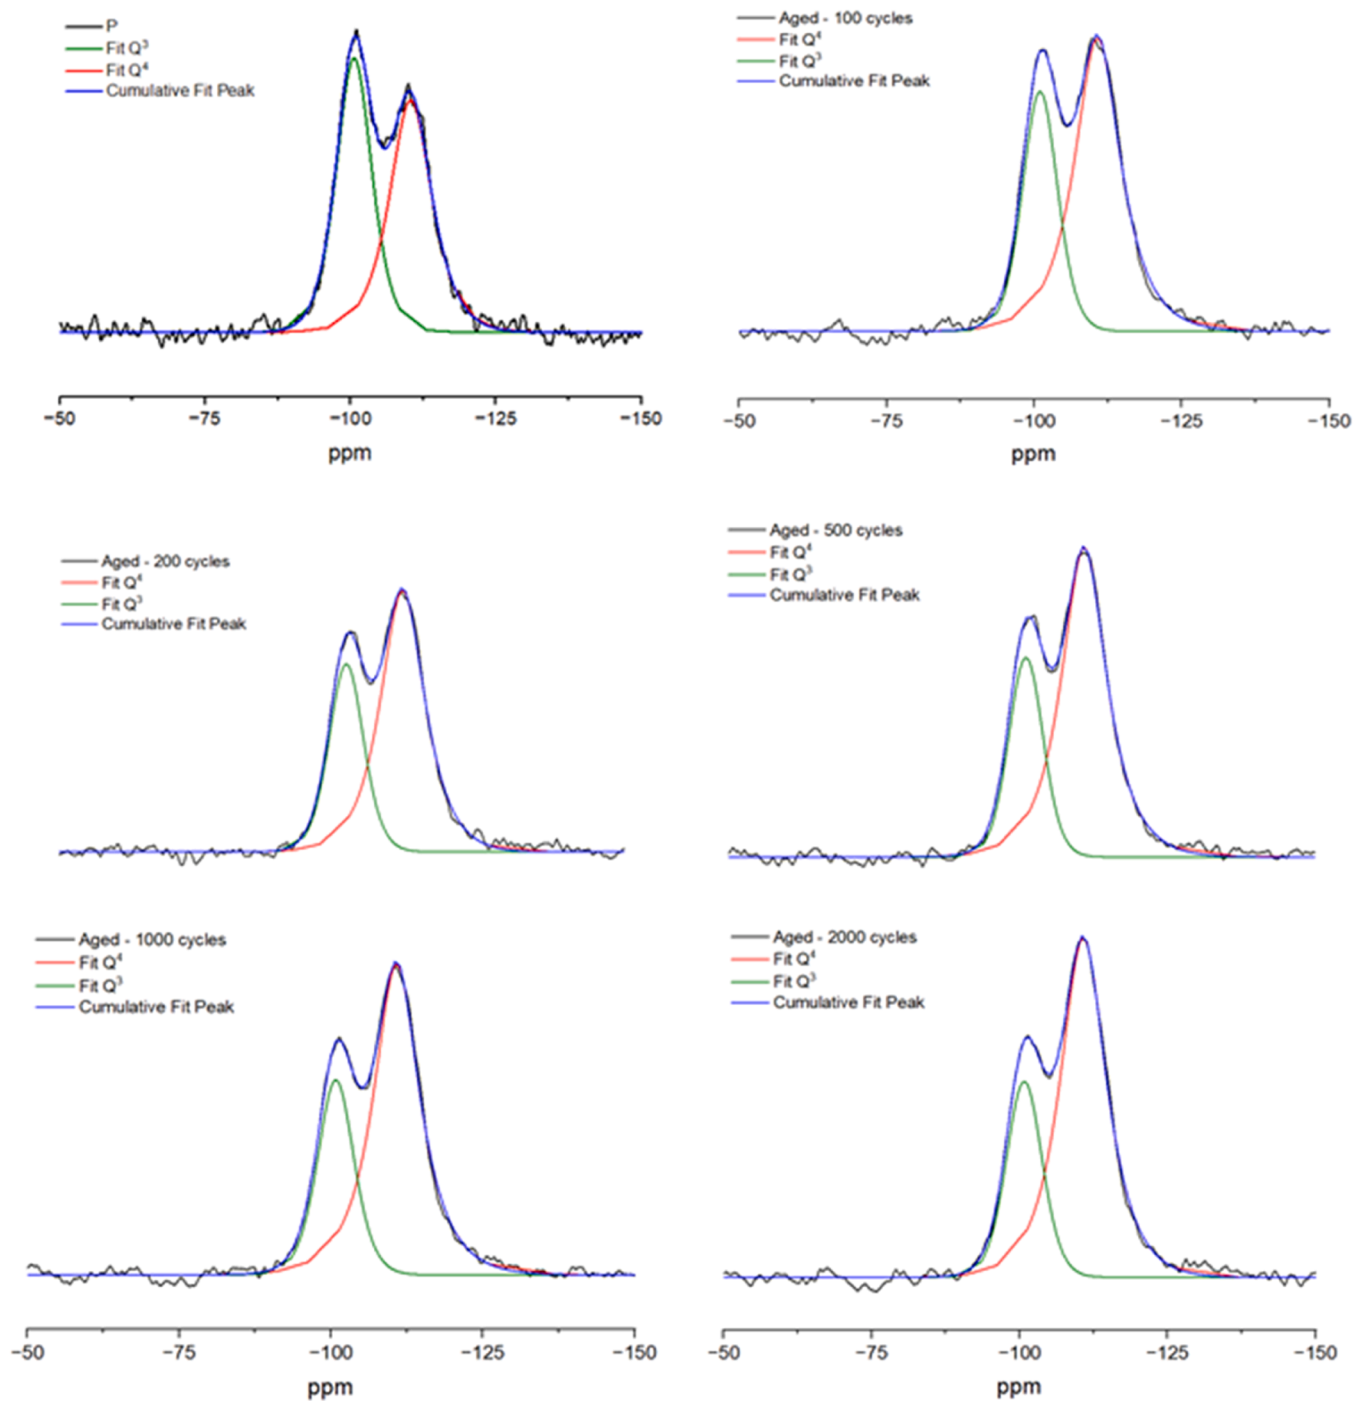 P
Fit Q³
Fit Q⁴
Cumulative Fit Peak
−50 −75 −100 −125 −150
ppm
Aged - 100 cycles
Fit Q⁴
Fit Q³
Cumulative Fit Peak
−50 −75 −100 −125 −150
ppm
Aged - 200 cycles
Fit Q⁴
Fit Q³
Cumulative Fit Peak
Aged - 500 cycles
Fit Q⁴
Fit Q³
Cumulative Fit Peak
Aged - 1000 cycles
Fit Q⁴
Fit Q³
Cumulative Fit Peak
−50 −75 −100 −125 −150
ppm
Aged - 2000 cycles
Fit Q⁴
Fit Q³
Cumulative Fit Peak
−50 −75 −100 −125 −150
ppm